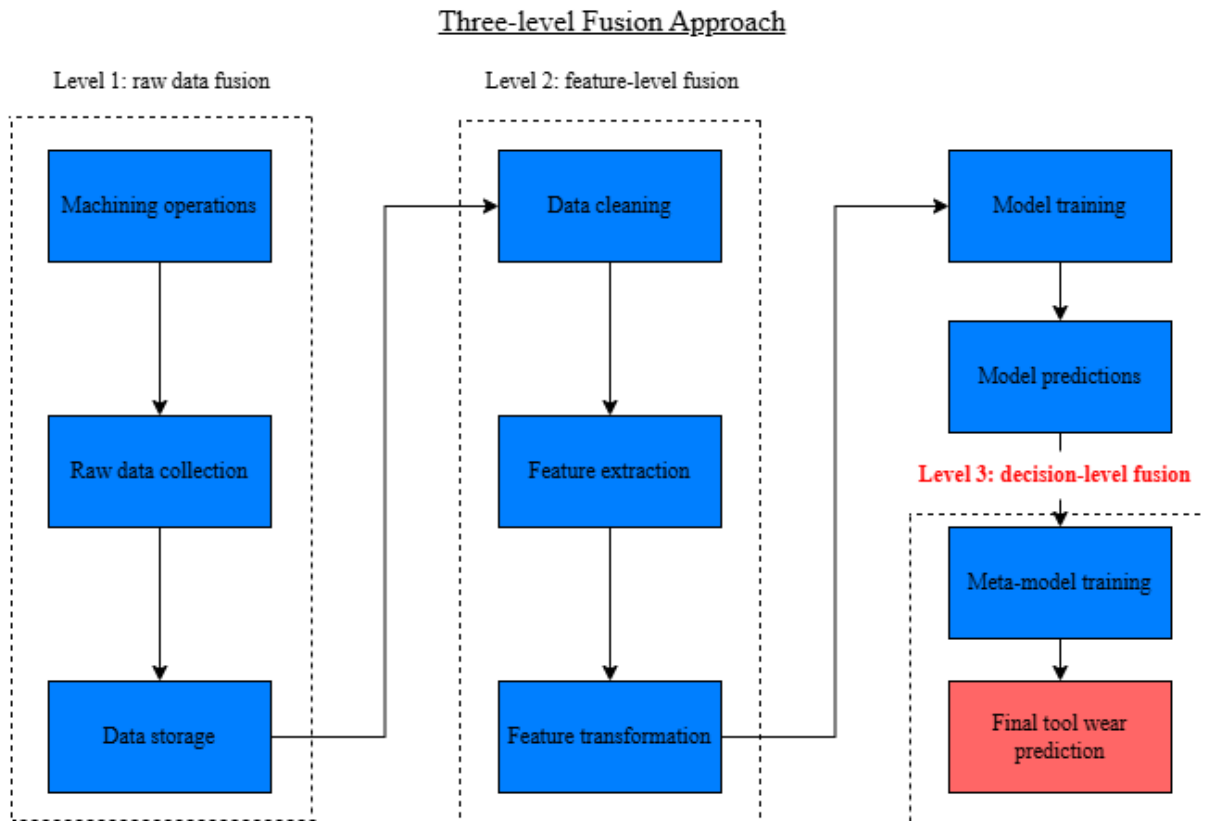 Three-level Fusion Approach
Level 1: raw data fusion
Machining operations
Raw data collection
Data storage
Level 2: feature-level fusion
Data cleaning
Feature extraction
Feature transformation
Model training
Model predictions
Level 3: decision-level fusion
Meta-model training
Final tool wear
prediction